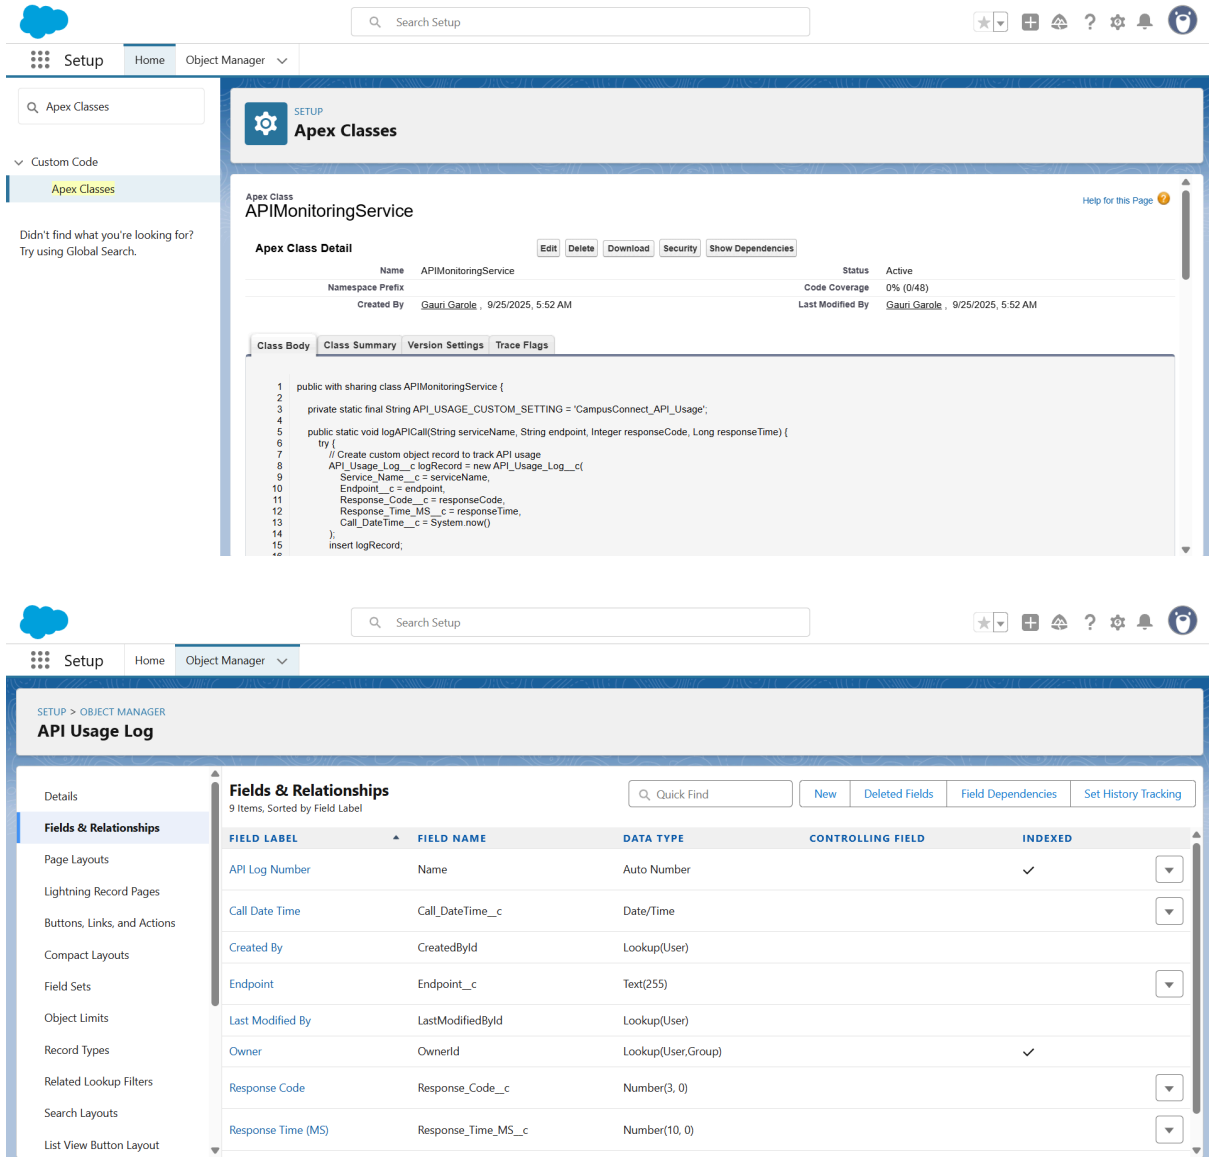 Search Setup
Setup
Home
Object Manager
Apex Classes
Custom Code
Apex Classes
Didn't find what you're looking for?
Try using Global Search.
SETUP
Apex Classes
Apex Class
APIMonitoringService
Help for this Page
Apex Class Detail
Edit Delete Download Security Show Dependencies
Name APIMonitoringService Status Active
Namespace Prefix Code Coverage 0% (0/48)
Created By Gauri Garole , 9/25/2025, 5:52 AM Last Modified By Gauri Garole , 9/25/2025, 5:52 AM
Class Body Class Summary Version Settings Trace Flags
1 public with sharing class APIMonitoringService {
2
3 private static final String API_USAGE_CUSTOM_SETTING = 'CampusConnect_API_Usage';
4
5 public static void logAPICall(String serviceName, String endpoint, Integer responseCode, Long responseTime) {
6 try {
7 // Create custom object record to track API usage
8 API_Usage_Log__c logRecord = new API_Usage_Log__c(
9 Service_Name__c = serviceName,
10 Endpoint__c = endpoint,
11 Response_Code__c = responseCode,
12 Response_Time_MS__c = responseTime,
13 Call_DateTime__c = System.now()
14 );
15 insert logRecord;
Search Setup
Setup
Home
Object Manager
SETUP > OBJECT MANAGER
API Usage Log
Details
Fields & Relationships
Page Layouts
Lightning Record Pages
Buttons, Links, and Actions
Compact Layouts
Field Sets
Object Limits
Record Types
Related Lookup Filters
Search Layouts
List View Button Layout
Fields & Relationships
9 Items, Sorted by Field Label
Quick Find
New
Deleted Fields
Field Dependencies
Set History Tracking
FIELD LABEL FIELD NAME DATA TYPE CONTROLLING FIELD INDEXED
API Log Number Name Auto Number
Call Date Time Call_DateTime__c Date/Time
Created By CreatedById Lookup(User)
Endpoint Endpoint__c Text(255)
Last Modified By LastModifiedById Lookup(User)
Owner OwnerId Lookup(User,Group)
Response Code Response_Code__c Number(3, 0)
Response Time (MS) Response_Time_MS__c Number(10, 0)